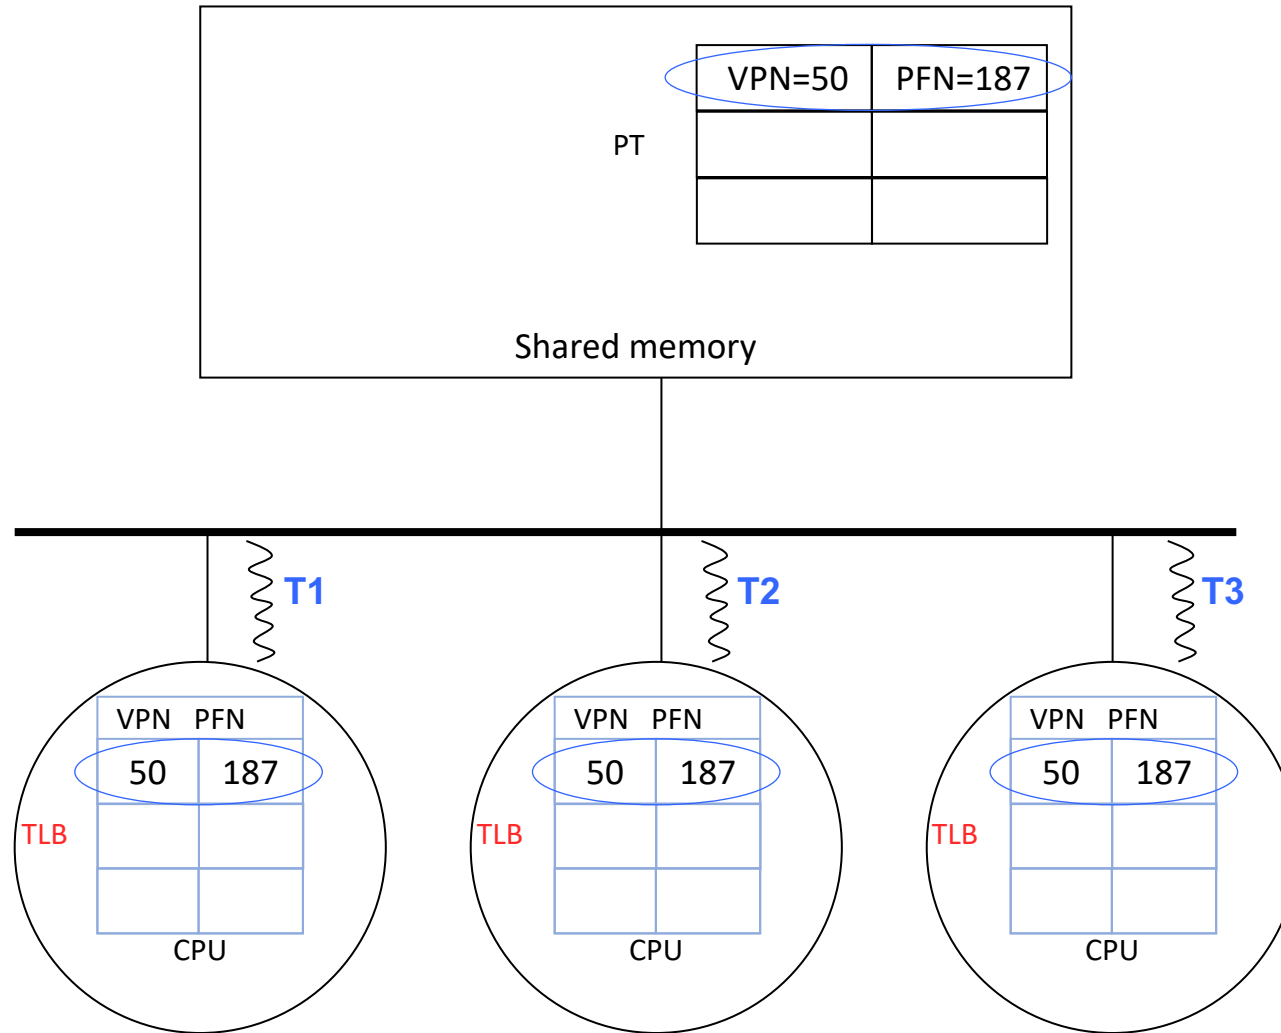 VPN=50 PFN=187
PT
Shared memory
T1 T2 T3
VPN PFN VPN PFN VPN PFN
50 187 50 187 50 187
TLB TLB TLB
CPU CPU CPU